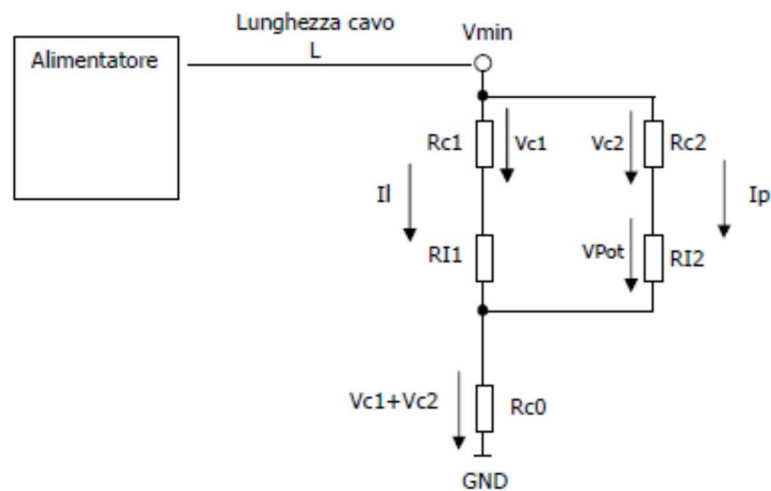 Lunghezza cavo
L
Vmin
Alimentatore
Rc1
Vc1
Vc2
Rc2
Il
Ip
RI1
VPot
RI2
Vc1+Vc2
Rc0
GND